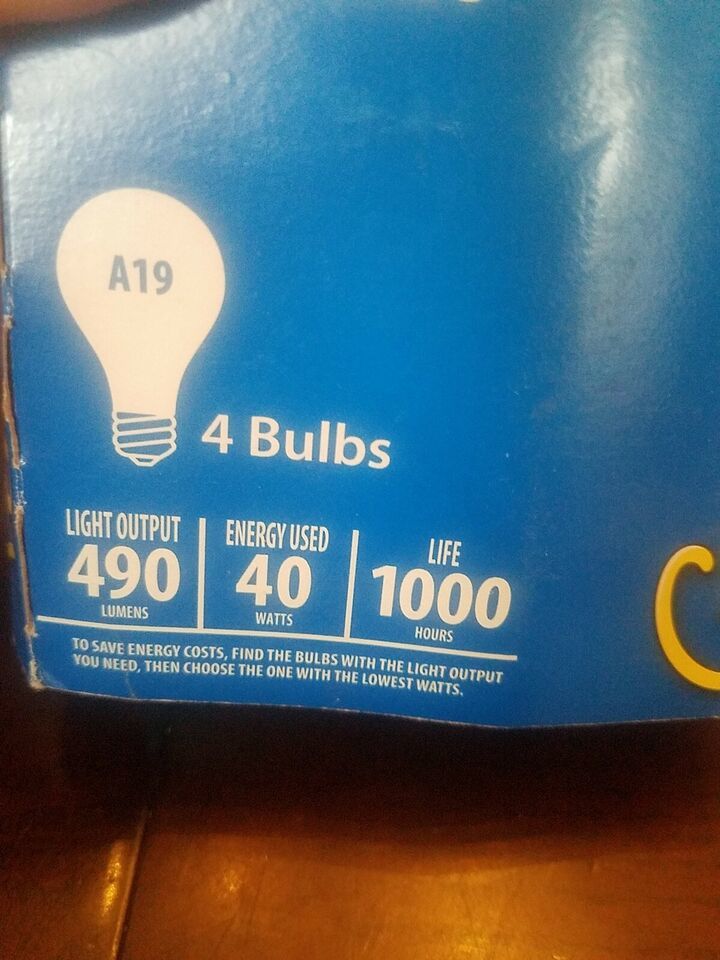 A19
4 Bulbs
LIGHT OUTPUT
490
LUMENS
ENERGY USED
40
WATTS
LIFE
1000
HOURS
TO SAVE ENERGY COSTS, FIND THE BULBS WITH THE LIGHT OUTPUT
YOU NEED, THEN CHOOSE THE ONE WITH THE LOWEST WATTS.